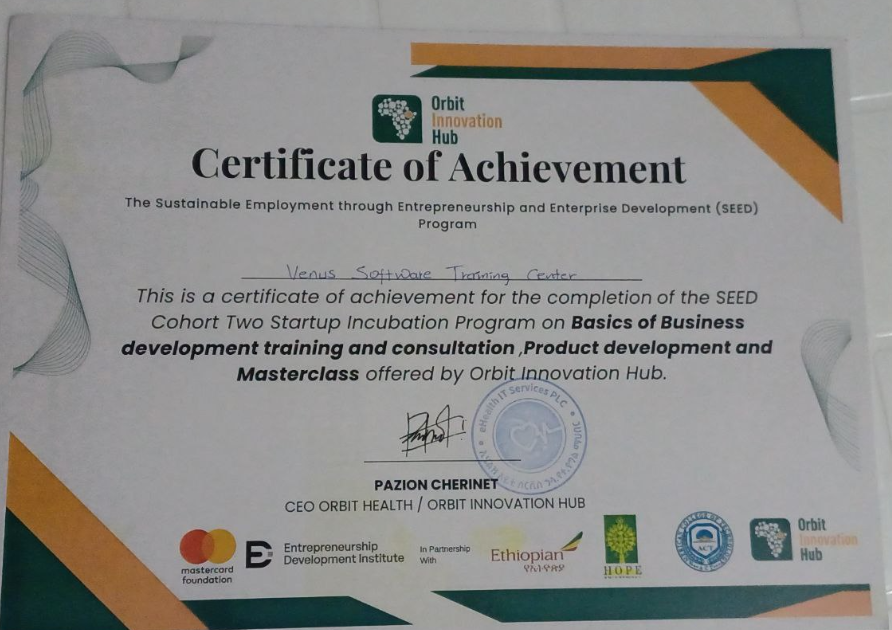 Orbit
Innovation
Hub
Certificate of Achievement
The Sustainable Employment through Entrepreneurship and Enterprise Development (SEED)
Program
Venus Software Training Center
This is a certificate of achievement for the completion of the SEED
Cohort Two Startup Incubation Program on Basics of Business
development training and consultation ,Product development and
Masterclass offered by Orbit Innovation Hub.
eHealth IT Services PLC
PAZION CHERINET
CEO ORBIT HEALTH / ORBIT INNOVATION HUB
mastercard
foundation
Entrepreneurship
Development Institute
In Partnership
With
Ethiopian
የኢትዮጵያ
HOPE
ACT
Orbit
Innovation
Hub